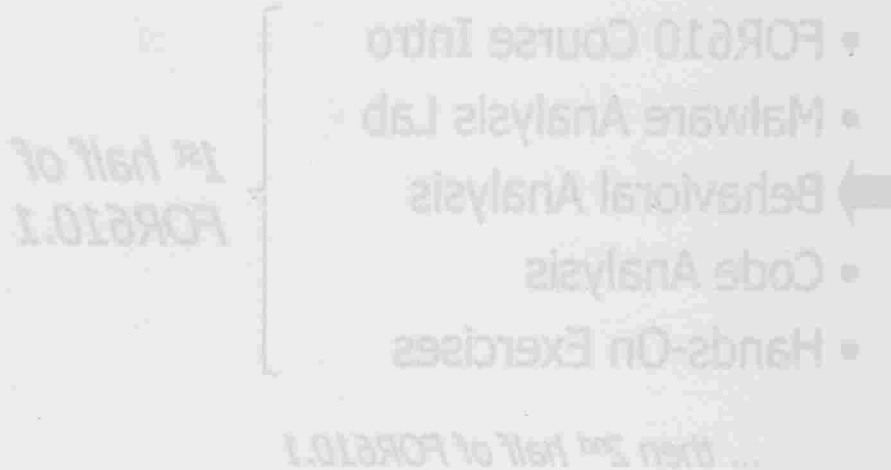 • FOR610 Course Intro
• Malware Analysis Lab
Behavioral Analysis
• Code Analysis
• Hands-On Exercises
1st half of
FOR610.1
... then 2nd half of FOR610.1